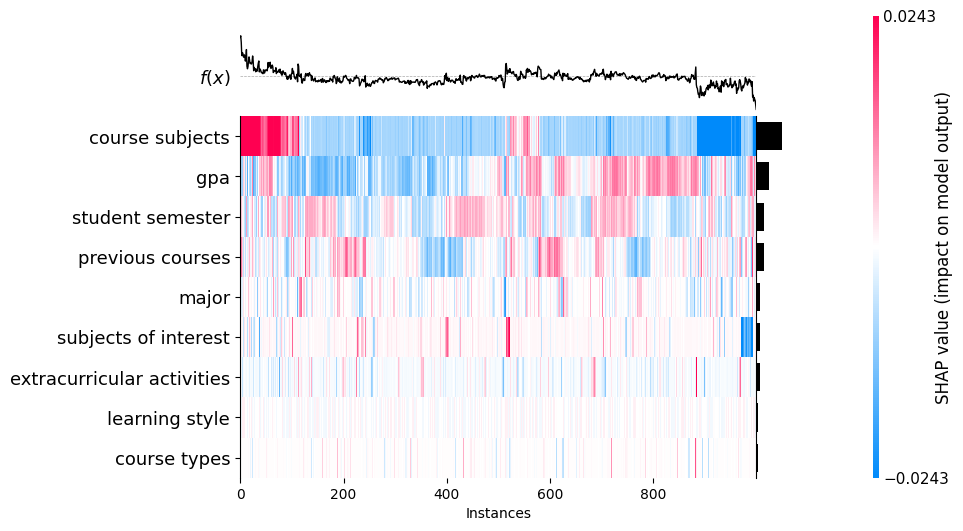 0.0243
f(x)
course subjects
gpa
student semester
previous courses
major
subjects of interest
extracurricular activities
learning style
course types
0 200 400 600 800
Instances
SHAP value (impact on model output)
−0.0243